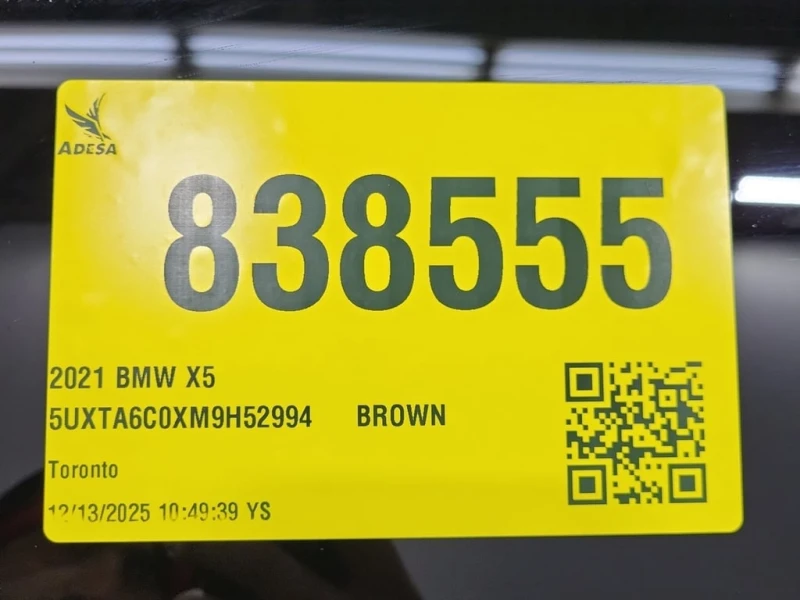 ADESA
838555
2021 BMW X5
5UXTA6C0XM9H52994 BROWN
Toronto
12/13/2025 10:49:39 YS